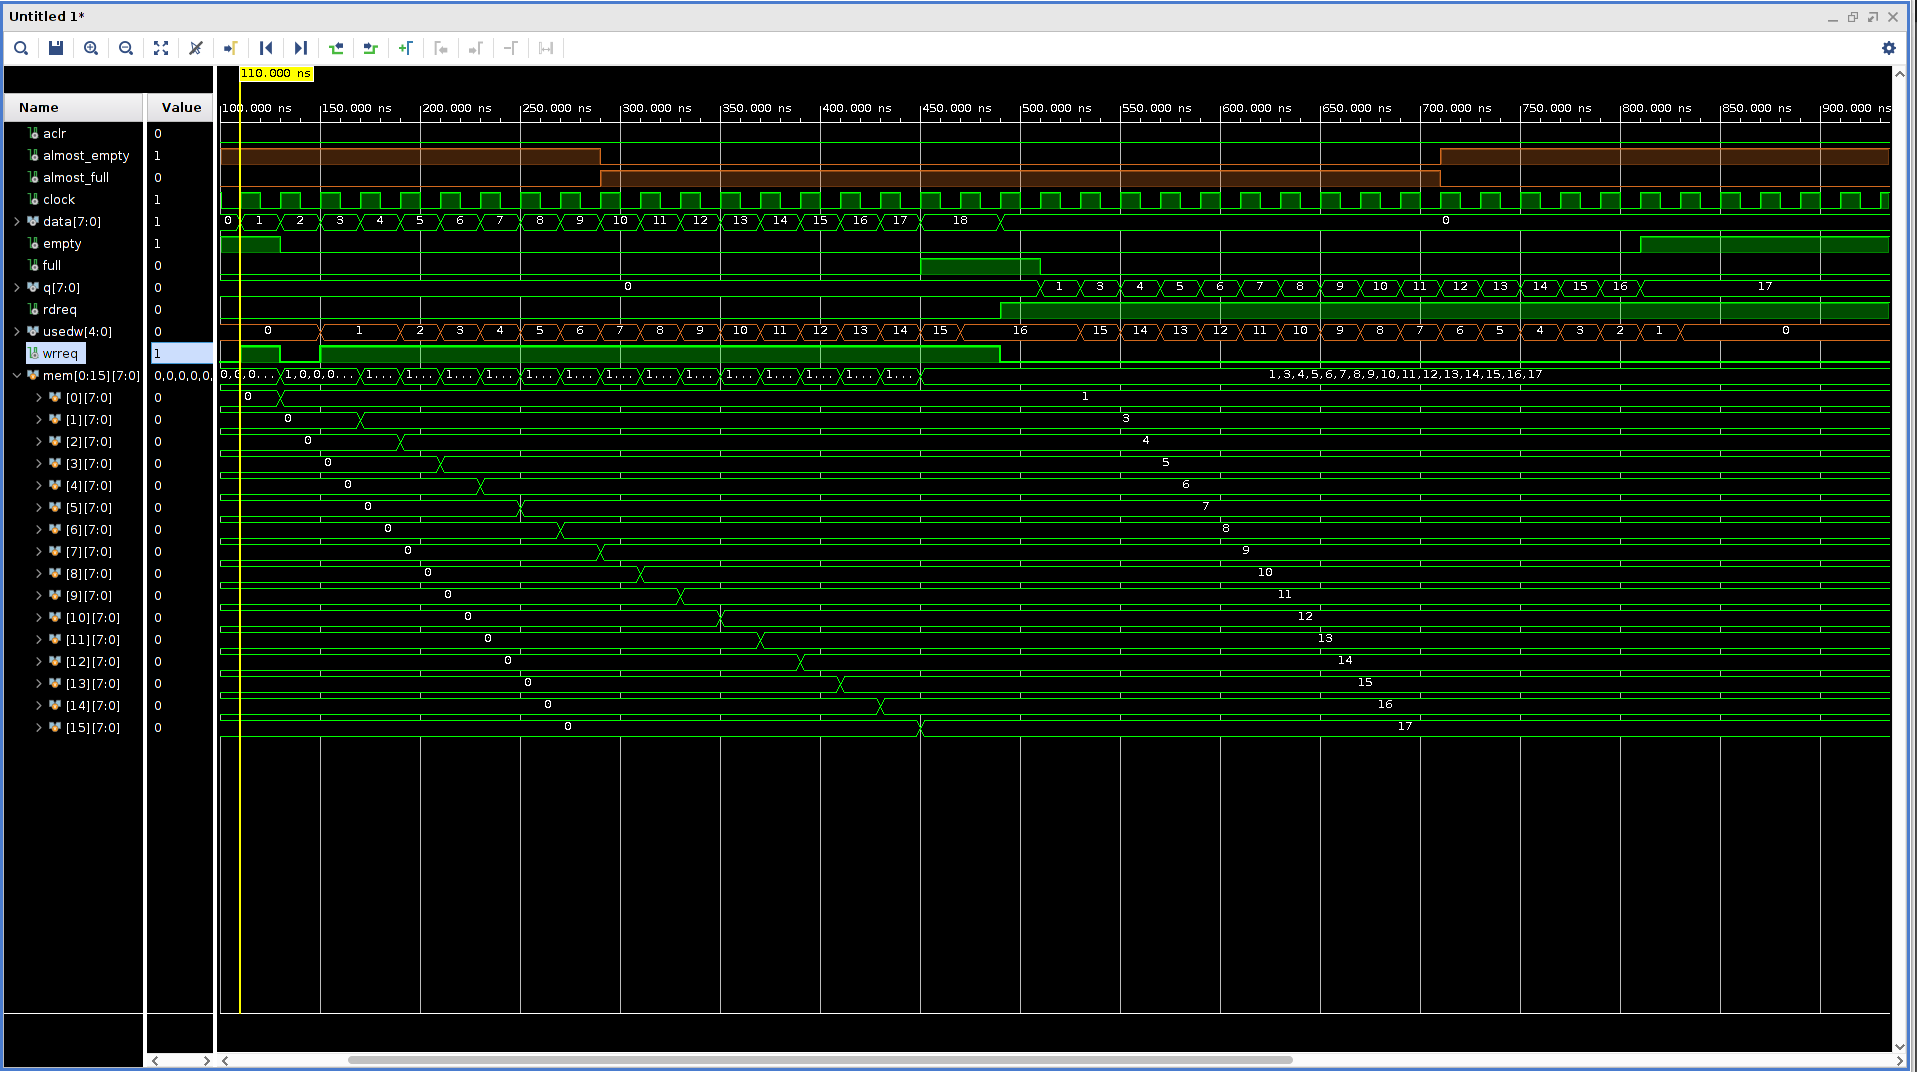 Untitled 1*
110.000 ns
Name Value
100.000 ns 150.000 ns 200.000 ns 250.000 ns 300.000 ns 350.000 ns 400.000 ns 450.000 ns 500.000 ns 550.000 ns 600.000 ns 650.000 ns 700.000 ns 750.000 ns 800.000 ns 850.000 ns 900.000 ns
aclr 0
almost_empty 1
almost_full 0
clock 1
data[7:0] 1 0 1 2 3 4 5 6 7 8 9 10 11 12 13 14 15 16 17 18 0
empty 1
full 0
q[7:0] 0 0 1 3 4 5 6 7 8 9 10 11 12 13 14 15 16 17
rdreq 0
usedw[4:0] 0 0 1 2 3 4 5 6 7 8 9 10 11 12 13 14 15 16 15 14 13 12 11 10 9 8 7 6 5 4 3 2 1 0
wrreq 1
mem[0:15][7:0] 0,0,0,0,0, 0,0,0... 1,0,0,0... 1... 1... 1... 1... 1... 1... 1... 1... 1... 1... 1... 1... 1... 1... 1,3,4,5,6,7,8,9,10,11,12,13,14,15,16,17
[0][7:0] 0 0 1
[1][7:0] 0 0 3
[2][7:0] 0 0 4
[3][7:0] 0 0 5
[4][7:0] 0 0 6
[5][7:0] 0 0 7
[6][7:0] 0 0 8
[7][7:0] 0 0 9
[8][7:0] 0 0 10
[9][7:0] 0 0 11
[10][7:0] 0 0 12
[11][7:0] 0 0 13
[12][7:0] 0 0 14
[13][7:0] 0 0 15
[14][7:0] 0 0 16
[15][7:0] 0 0 17